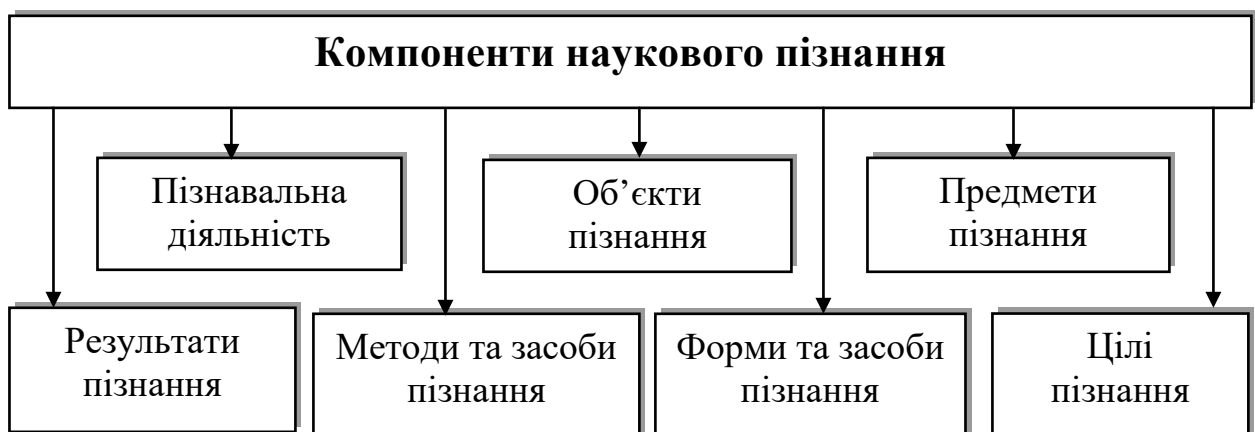 Компоненти наукового пізнання
Пізнавальна
діяльність
Об’єкти
пізнання
Предмети
пізнання
Результати
пізнання
Методи та засоби
пізнання
Форми та засоби
пізнання
Цілі
пізнання